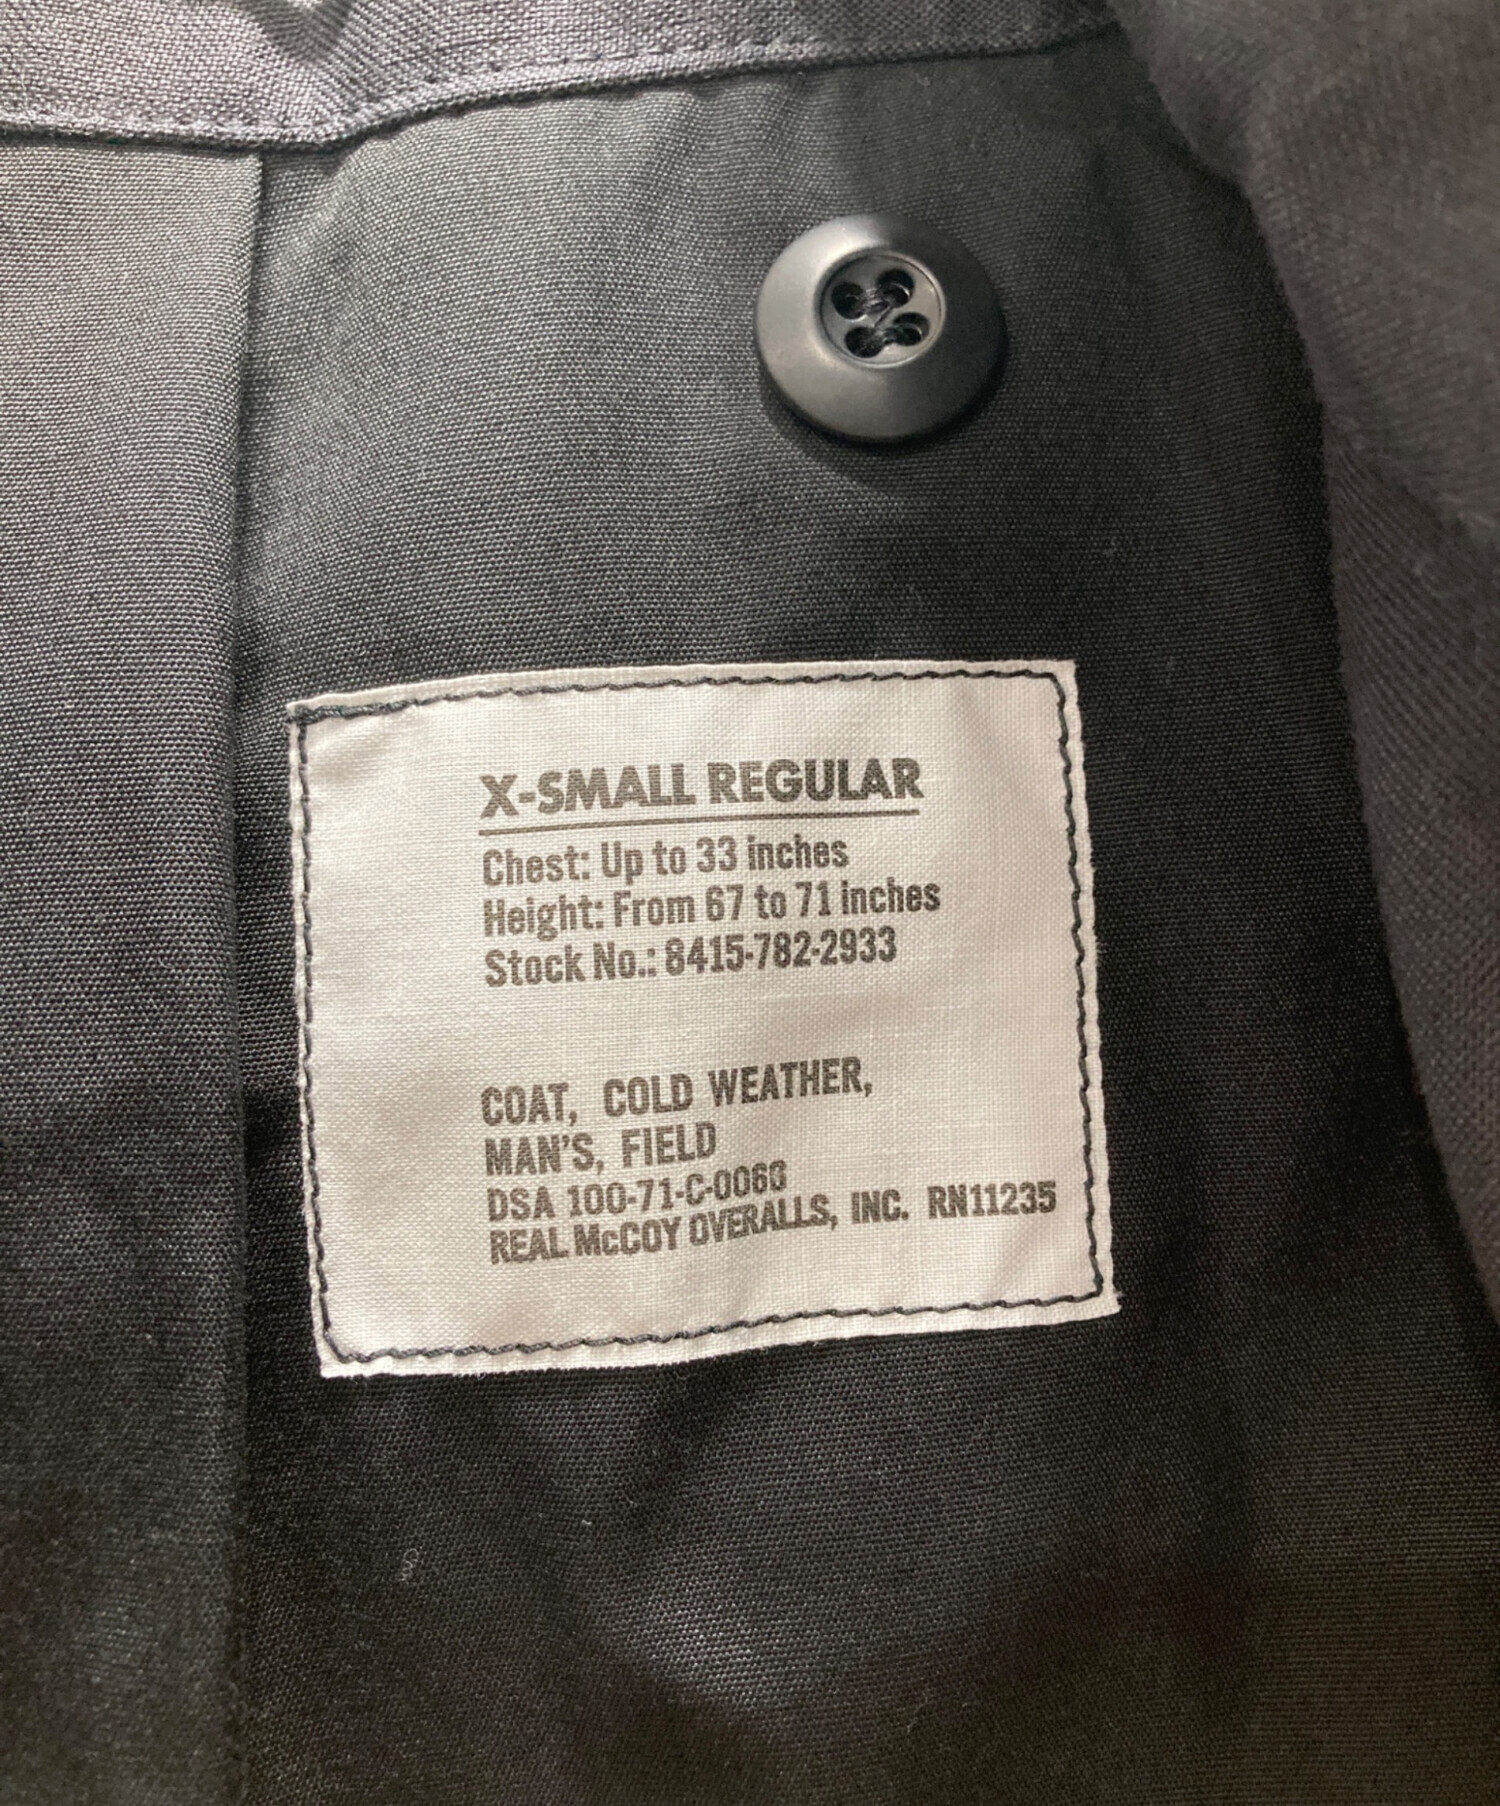 X-SMALL REGULAR
Chest: Up to 33 inches
Height: From 67 to 71 inches
Stock No.: 8415-782-2933
COAT, COLD WEATHER,
MAN'S, FIELD
DSA 100-71-C-0063
REAL McCOY OVERALLS, INC. RN11235